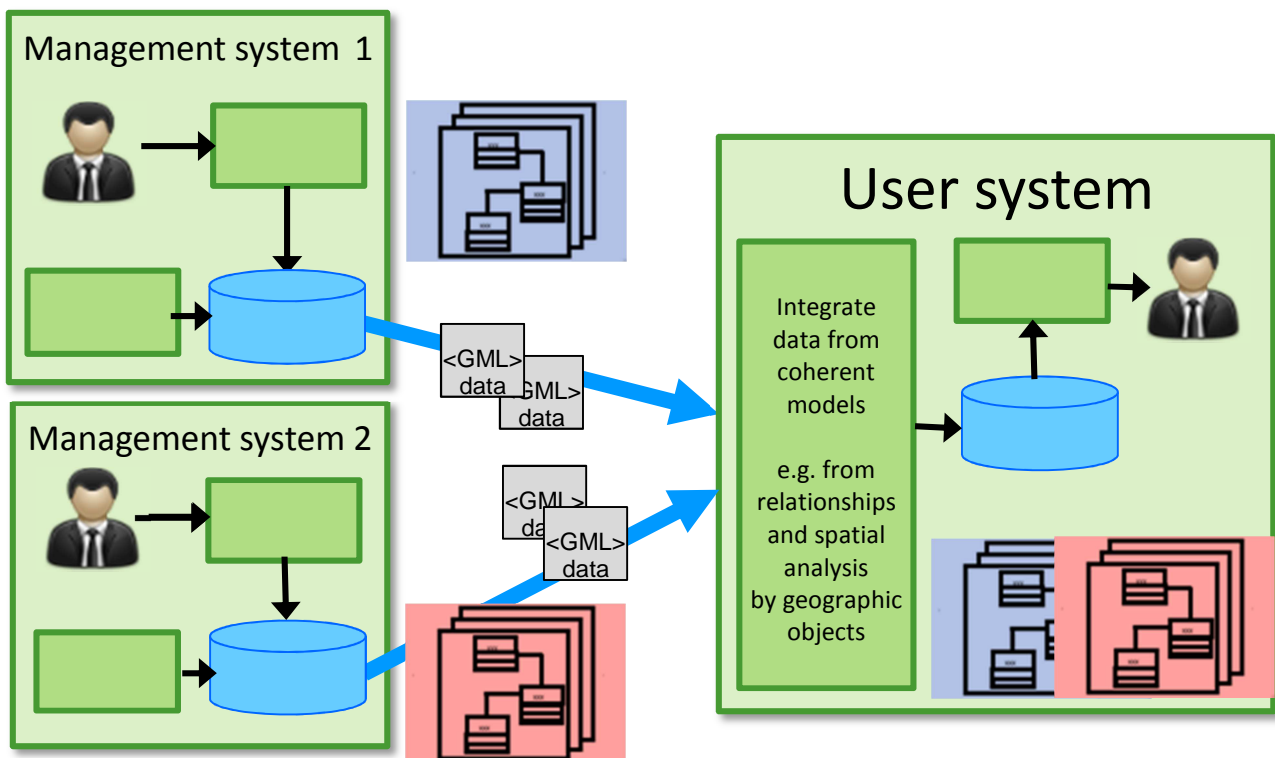 Management system 1
<GML>
data
<GML>
data
Management system 2
<GML>
data
<GML>
data
User system
Integrate
data from
coherent
models
e.g. from
relationships
and spatial
analysis
by geographic
objects